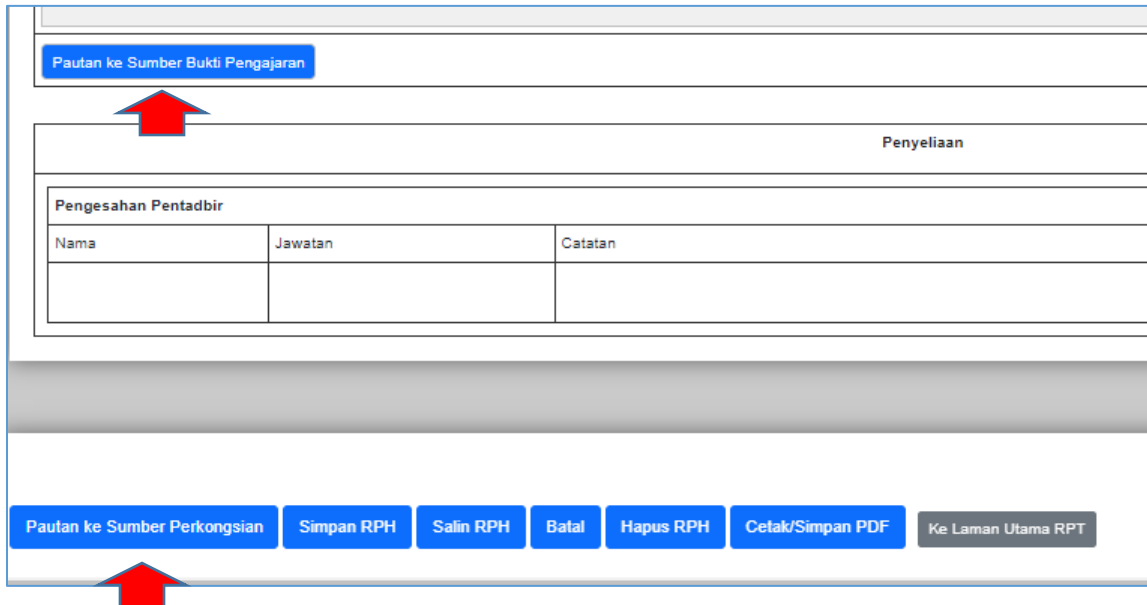 Pautan ke Sumber Bukti Pengajaran
Penyeliaan
Pengesahan Pentadbir
Nama Jawatan Catatan
Pautan ke Sumber Perkongsian Simpan RPH Salin RPH Batal Hapus RPH Cetak/Simpan PDF Ke Laman Utama RPT